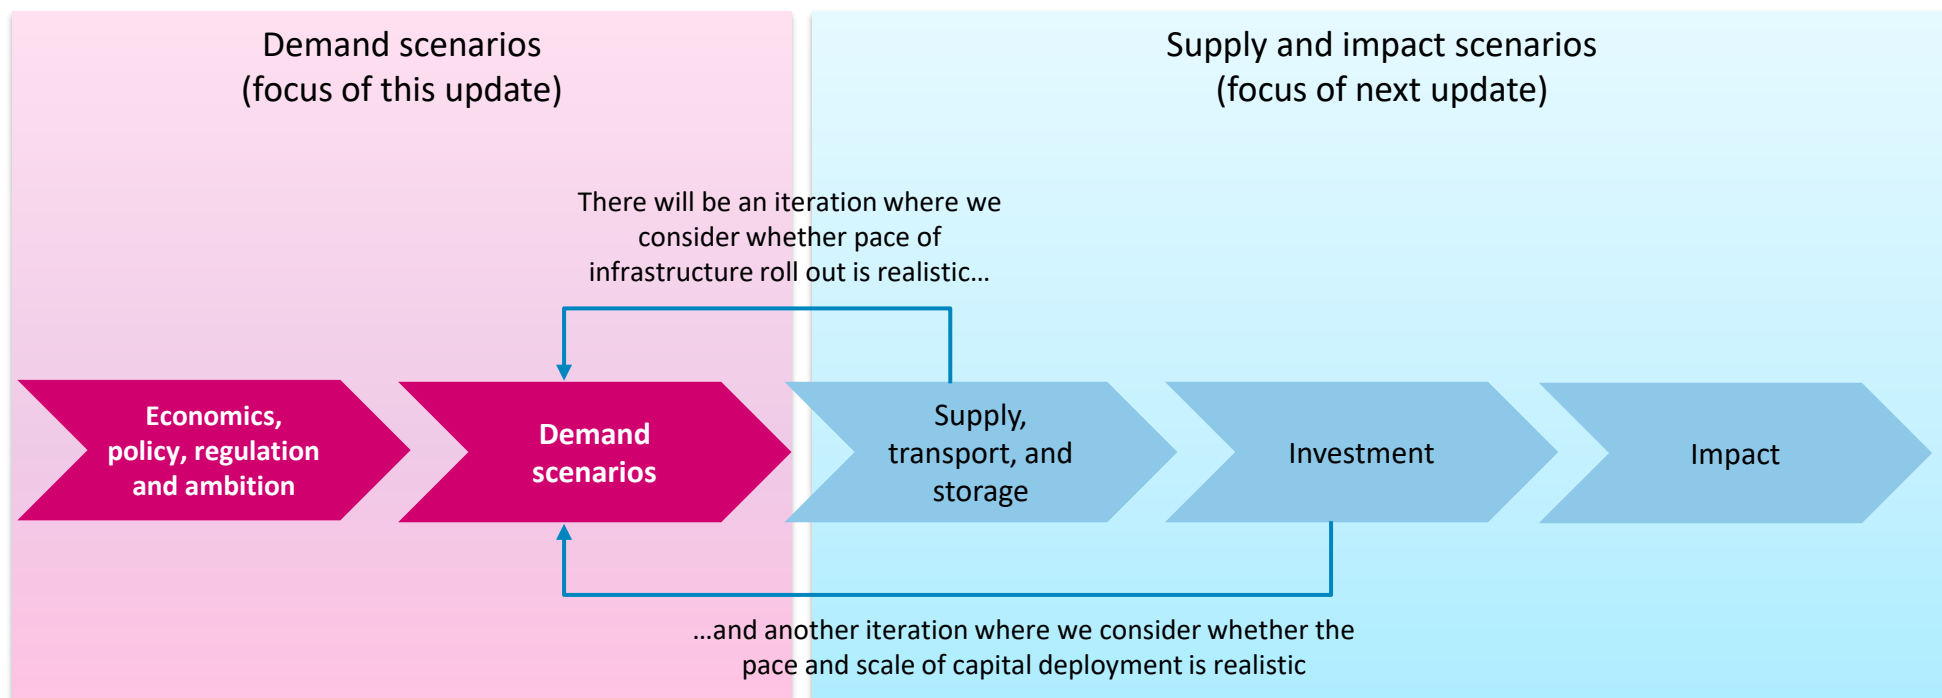 Demand scenarios
(focus of this update)
Supply and impact scenarios
(focus of next update)
There will be an iteration where we
consider whether pace of
infrastructure roll out is realistic…
Economics,
policy, regulation
and ambition
Demand
scenarios
Supply,
transport, and
storage
Investment
Impact
…and another iteration where we consider whether the
pace and scale of capital deployment is realistic